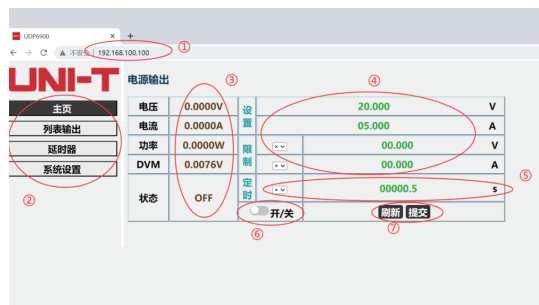 UDP6900 × +
① 
← → C ▲ 不安全 | 192.168.100.100
UNI-T
主页
列表输出
延时器
系统设置
②
电源输出
③ ④
电压 0.0000V 设置 20.000 V
电流 0.0000A 05.000 A
功率 0.0000W 限制 × 00.000 V
DVM 0.0076V × 00.000 A
⑤
状态 OFF 定时 × 00000.5 s
开/关 刷新 提交
⑥ ⑦